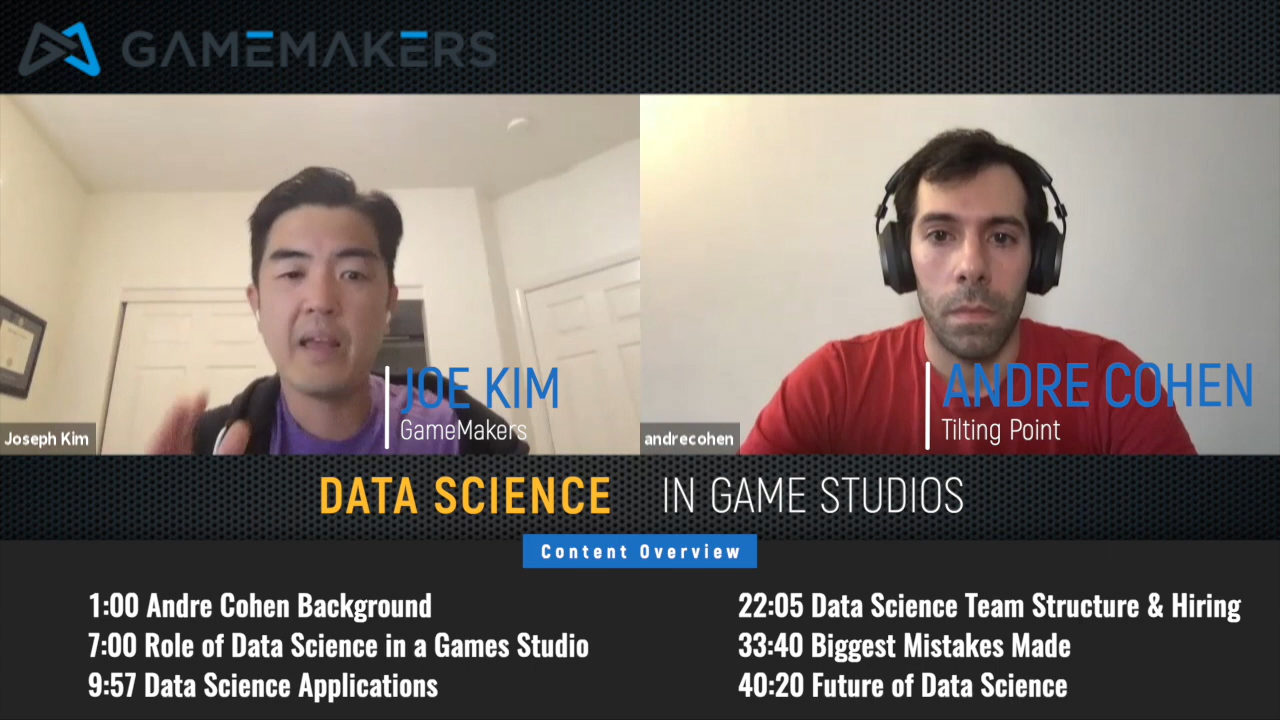 GAMEMAKERS
JOE KIM
GameMakers
Joseph Kim
ANDRE COHEN
Tilting Point
andrecohen
DATA SCIENCE IN GAME STUDIOS
Content Overview
1:00 Andre Cohen Background
7:00 Role of Data Science in a Games Studio
9:57 Data Science Applications
22:05 Data Science Team Structure & Hiring
33:40 Biggest Mistakes Made
40:20 Future of Data Science